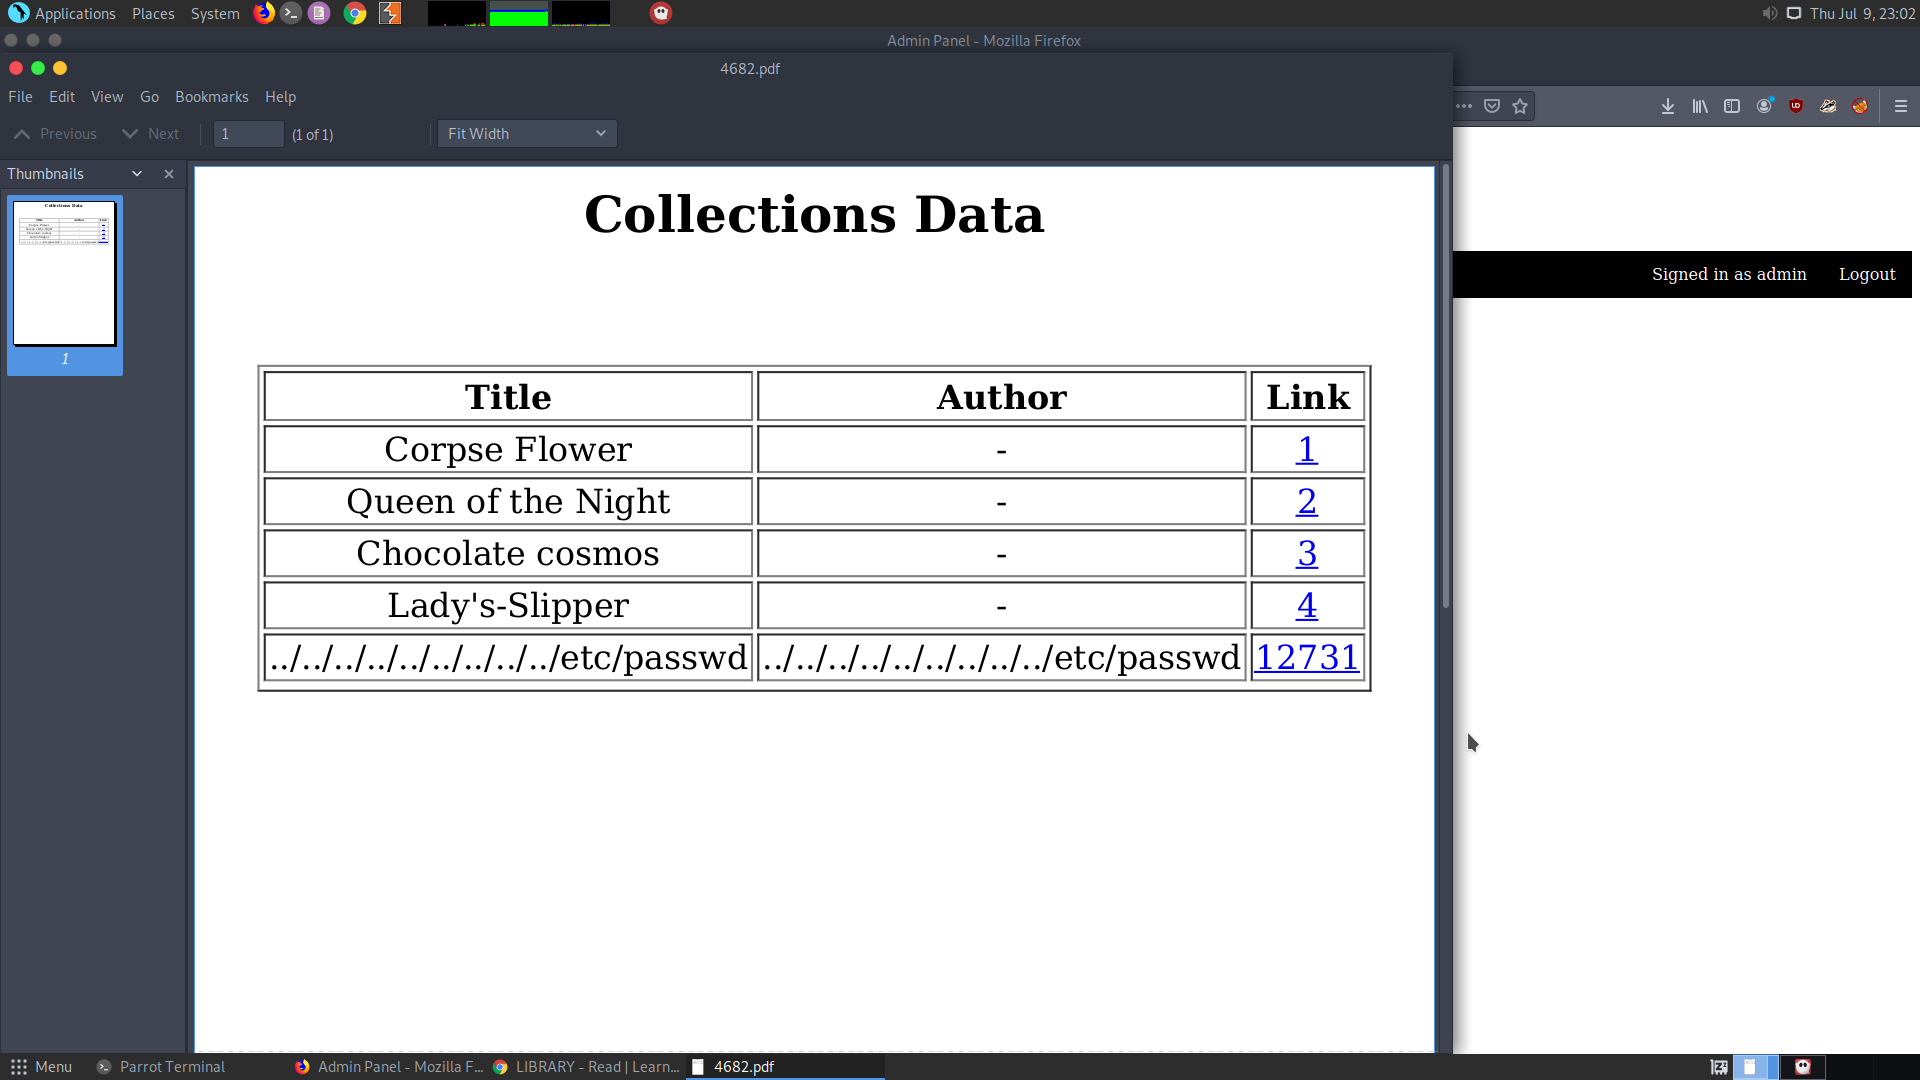 Applications Places System
Thu Jul 9, 23:02
Admin Panel - Mozilla Firefox
4682.pdf
File Edit View Go Bookmarks Help
Previous Next 1 (1 of 1) Fit Width
Thumbnails
1
Collections Data
Title Author Link
Corpse Flower - 1
Queen of the Night - 2
Chocolate cosmos - 3
Lady's-Slipper - 4
../../../../../../../../../etc/passwd ../../../../../../../../../etc/passwd 12731
Signed in as admin Logout
Menu Parrot Terminal Admin Panel - Mozilla F... LIBRARY - Read | Learn... 4682.pdf